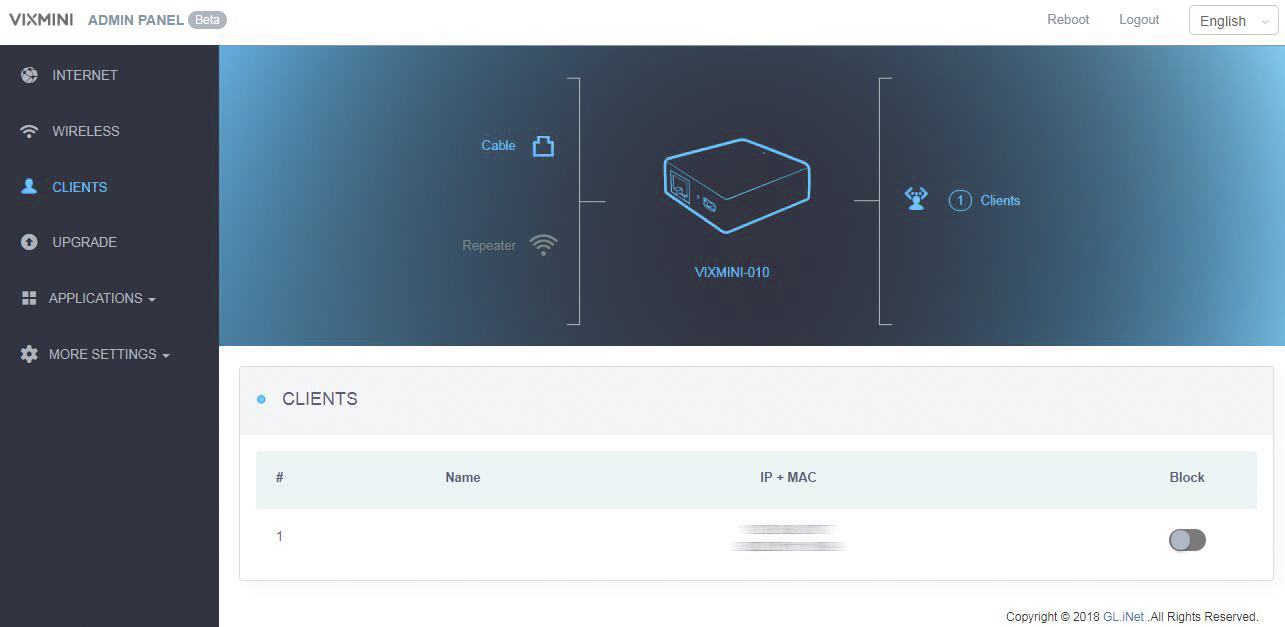 VIXMINI ADMIN PANEL Beta Reboot Logout English
INTERNET
WIRELESS
CLIENTS
UPGRADE
APPLICATIONS
MORE SETTINGS
Cable
Repeater
VIXMINI-010
1 Clients
CLIENTS
# Name IP + MAC Block
1
Copyright © 2018 GL.iNet .All Rights Reserved.